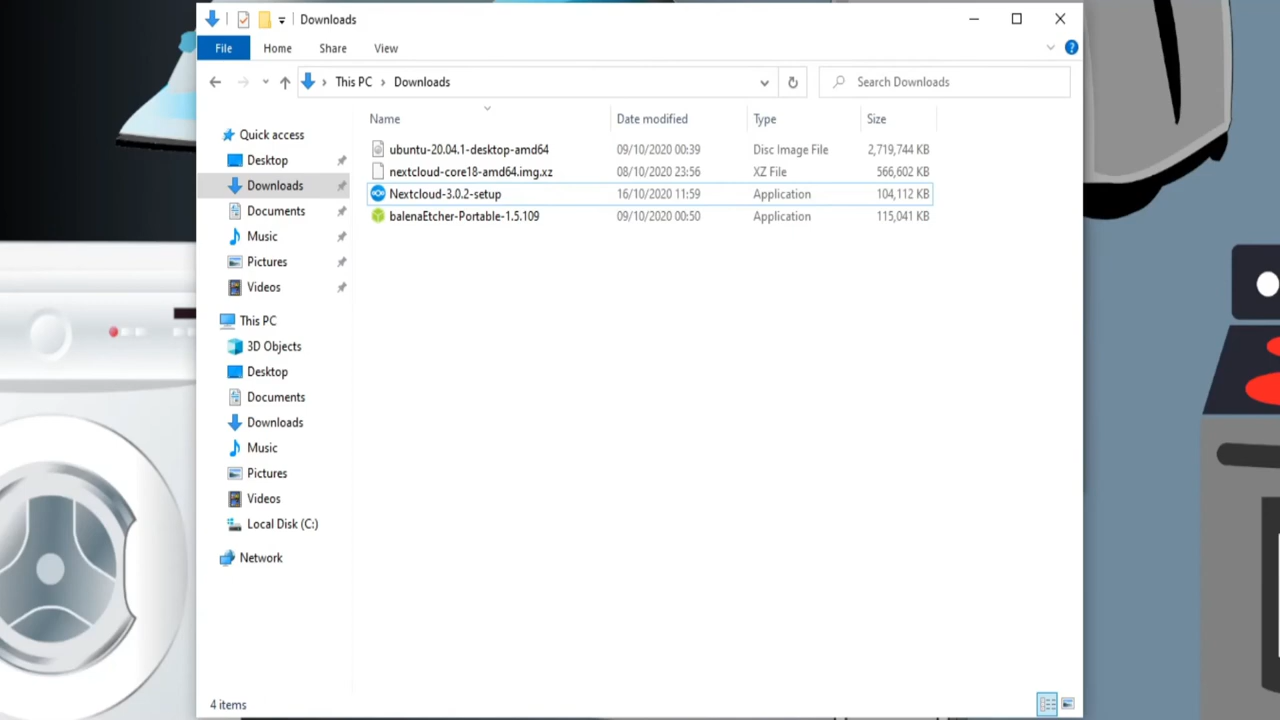 Downloads
File Home Share View
This PC Downloads Search Downloads
Name Date modified Type Size
ubuntu-20.04.1-desktop-amd64 09/10/2020 00:39 Disc Image File 2,719,744 KB
nextcloud-core18-amd64.img.xz 08/10/2020 23:56 XZ File 566,602 KB
Nextcloud-3.0.2-setup 16/10/2020 11:59 Application 104,112 KB
balenaEtcher-Portable-1.5.109 09/10/2020 00:50 Application 115,041 KB
Quick access
Desktop
Downloads
Documents
Music
Pictures
Videos
This PC
3D Objects
Desktop
Documents
Downloads
Music
Pictures
Videos
Local Disk (C:)
Network
4 items